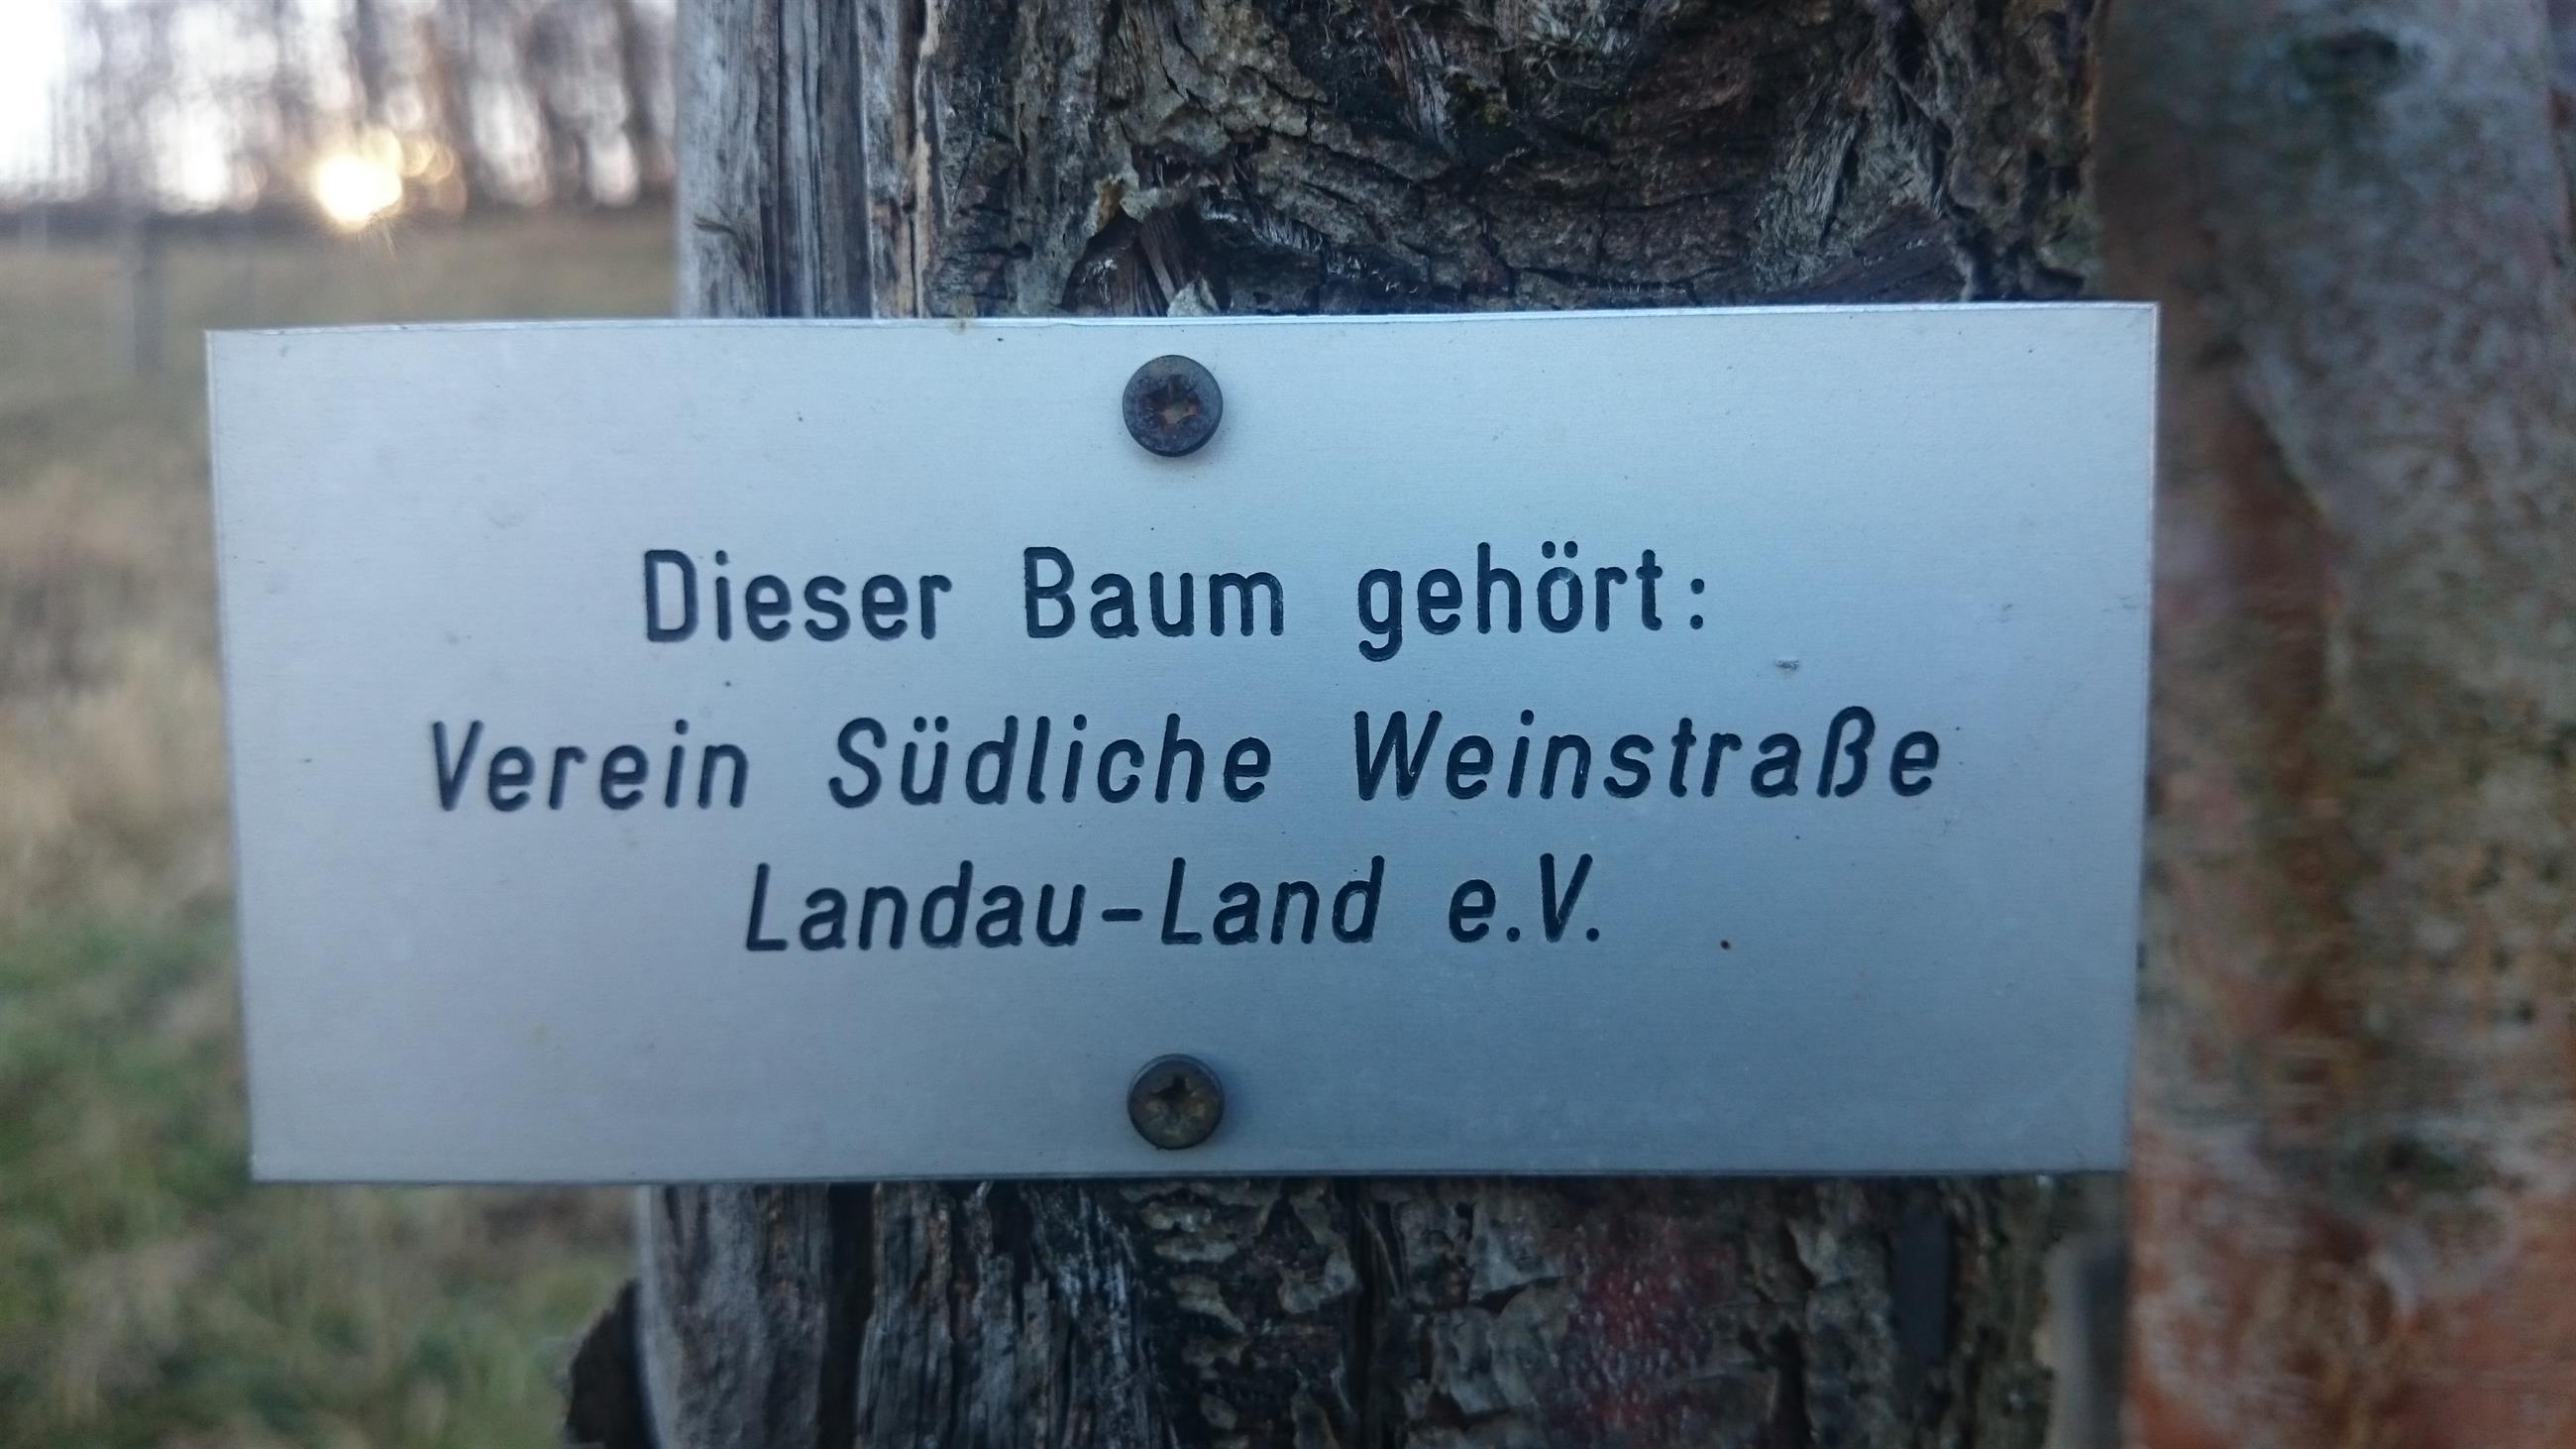 Dieser Baum gehört:
Verein Südliche Weinstraße
Landau-Land e.V.